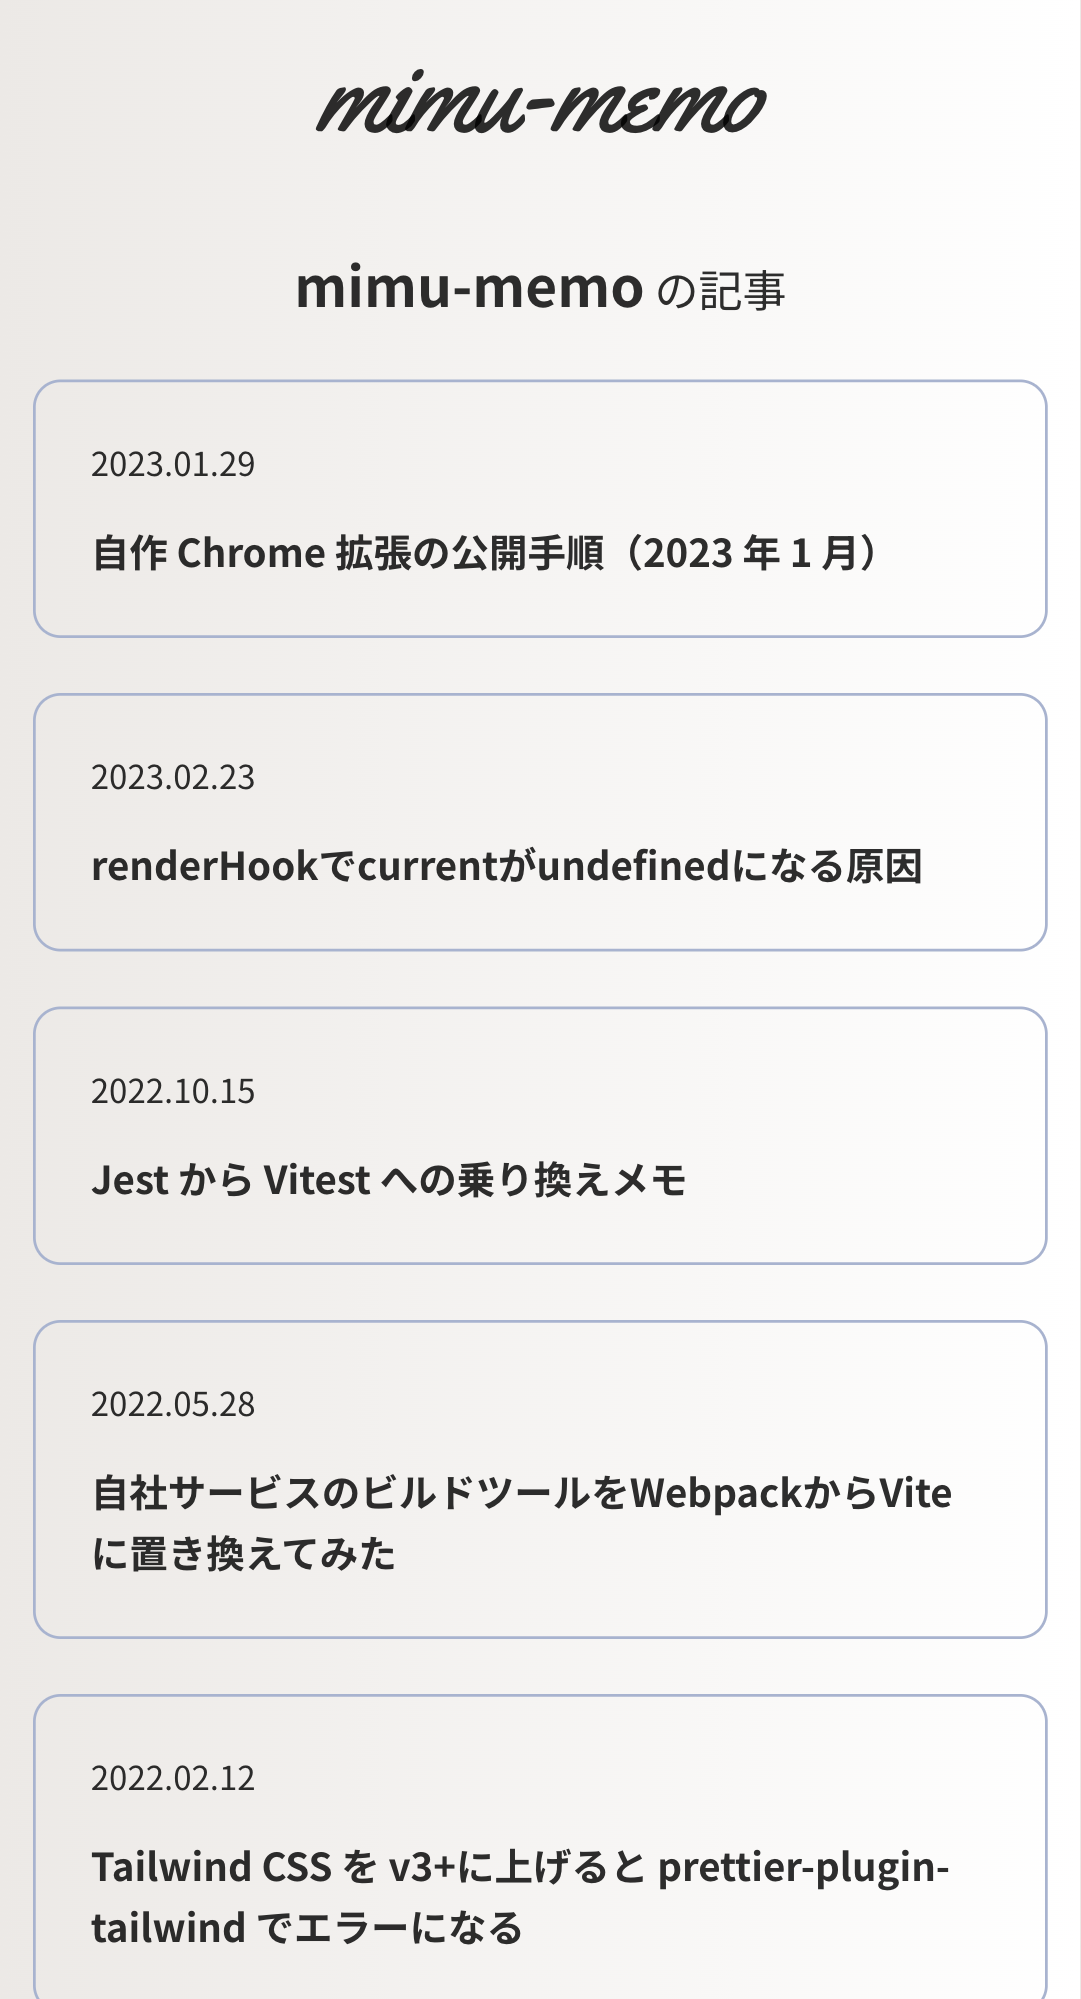 mimu-memo
mimu-memo の記事
2023.01.29
自作 Chrome 拡張の公開手順（2023 年 1 月）
2023.02.23
renderHookでcurrentがundefinedになる原因
2022.10.15
Jest から Vitest への乗り換えメモ
2022.05.28
自社サービスのビルドツールをWebpackからVite
に置き換えてみた
2022.02.12
Tailwind CSS を v3+に上げると prettier-plugin-
tailwind でエラーになる